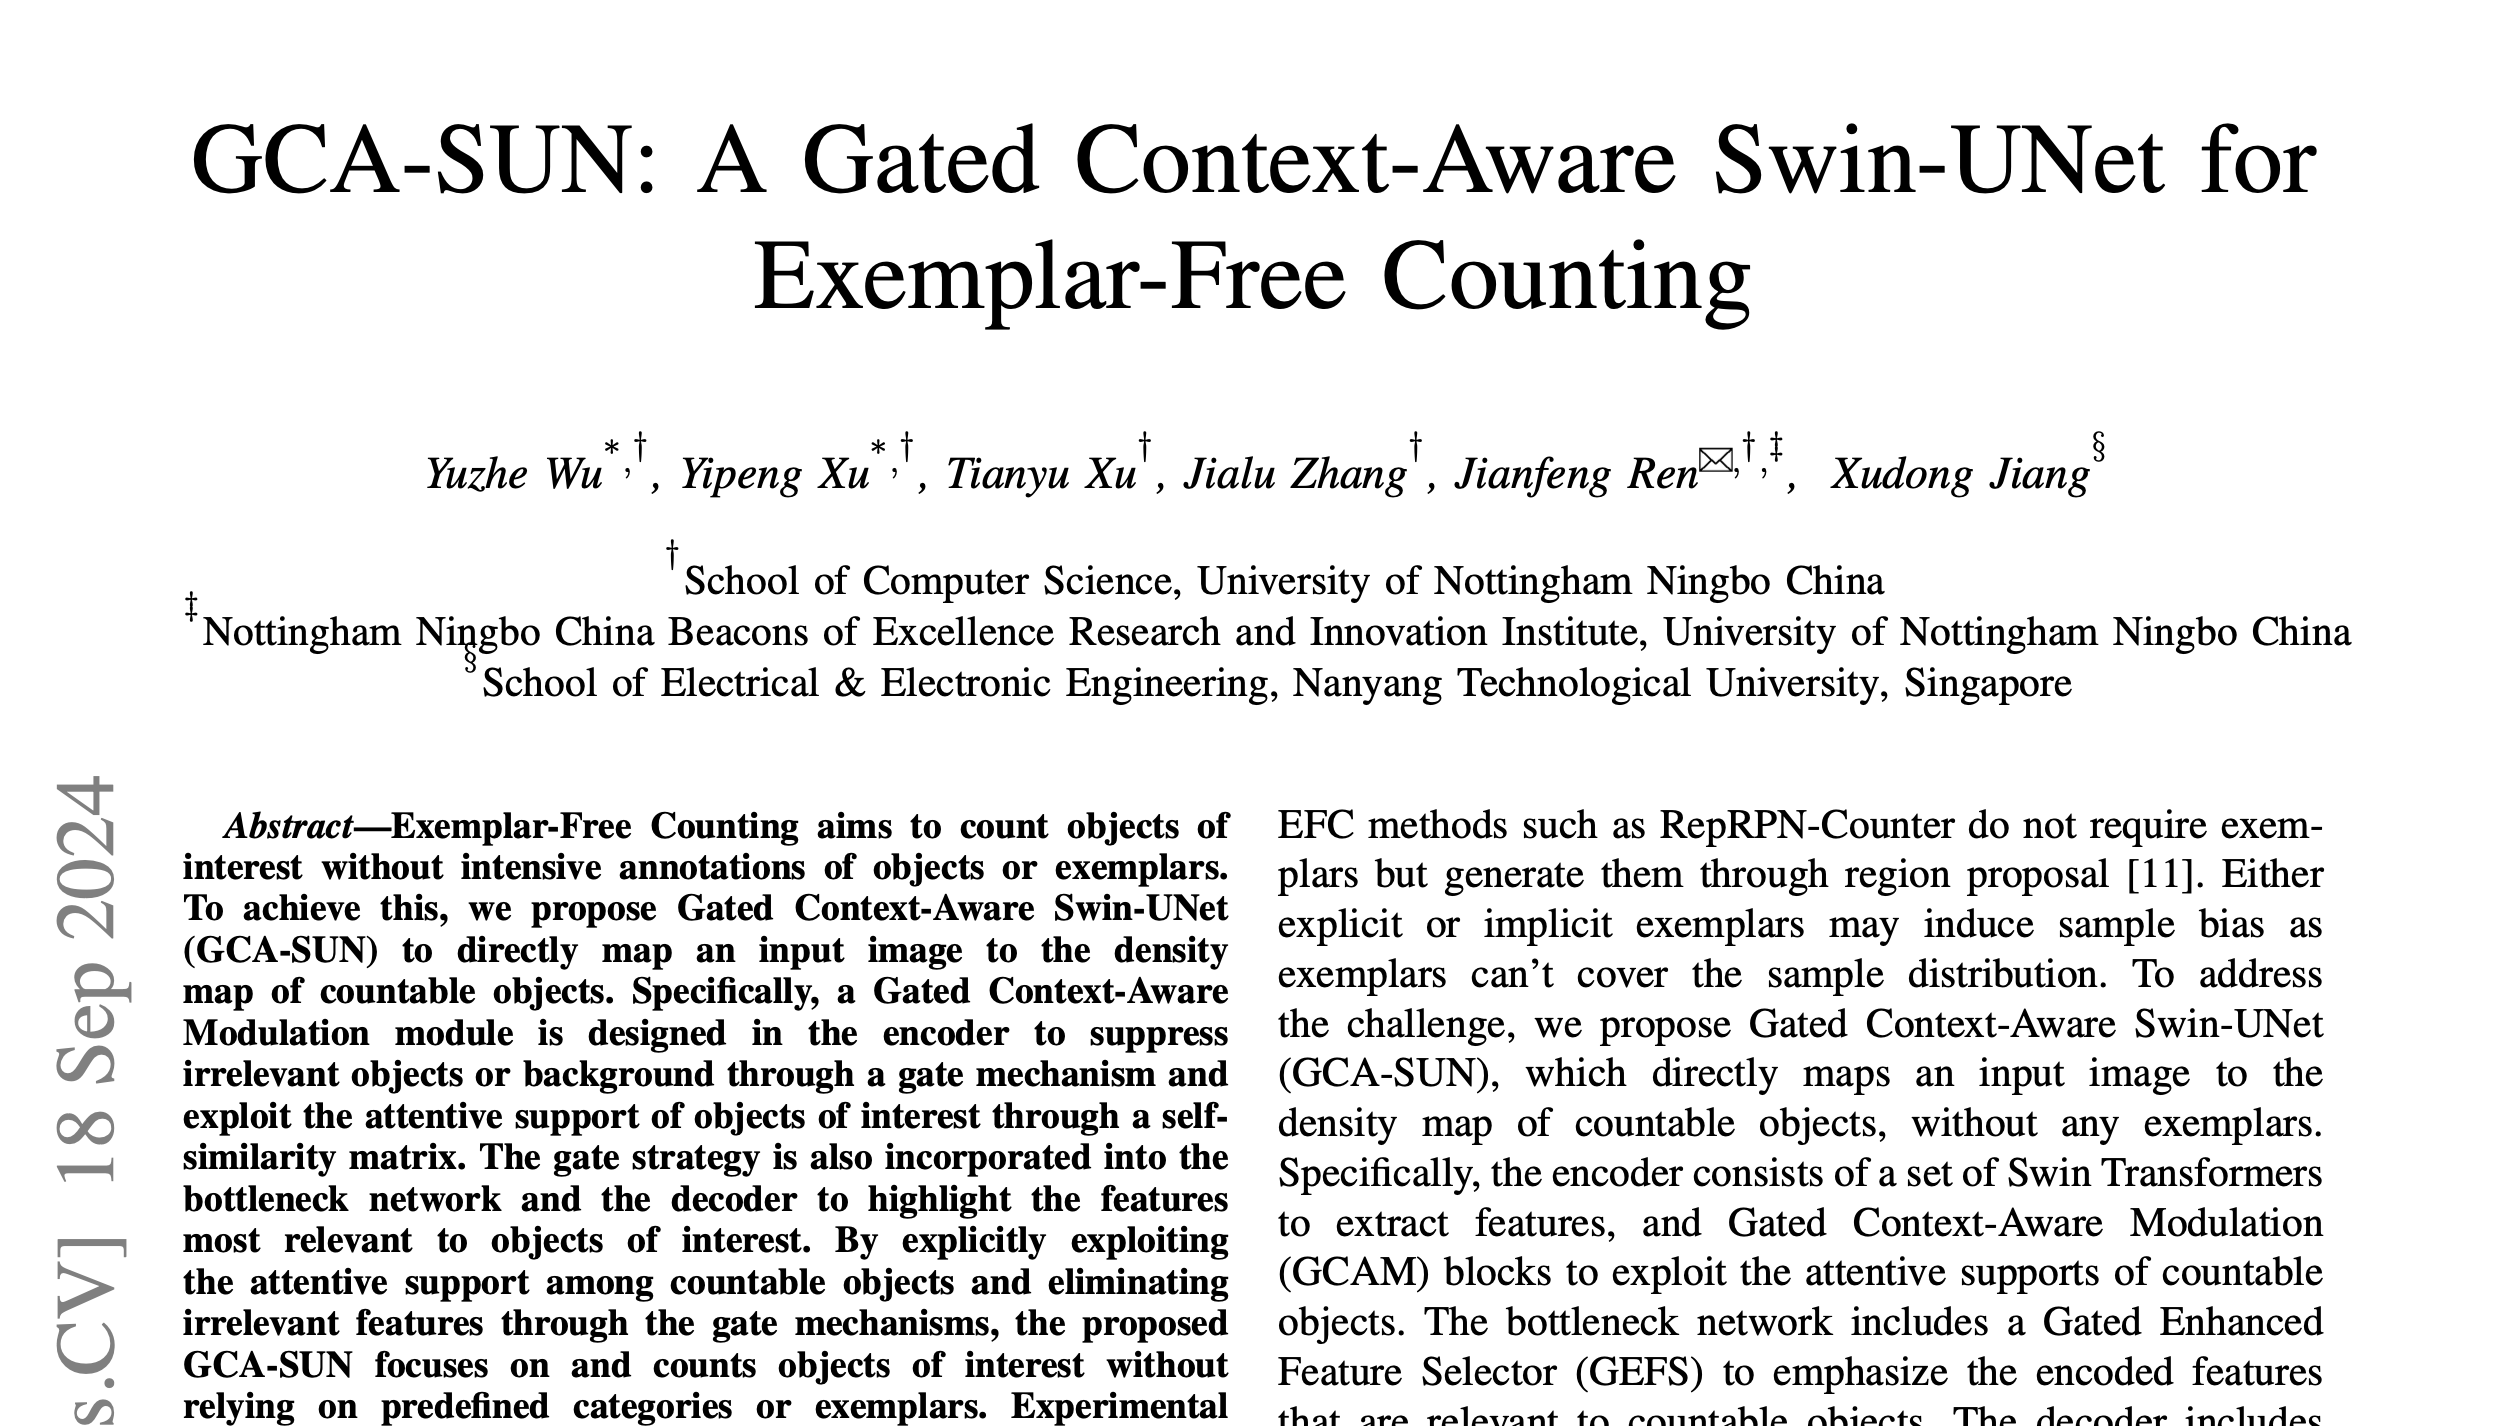 GCA-SUN: A Gated Context-Aware Swin-UNet for
Exemplar-Free Counting
Yuzhe Wu*,†, Yipeng Xu*,†, Tianyu Xu†, Jialu Zhang†, Jianfeng Ren✉,†,‡, Xudong Jiang§
†School of Computer Science, University of Nottingham Ningbo China
‡Nottingham Ningbo China Beacons of Excellence Research and Innovation Institute, University of Nottingham Ningbo China
§School of Electrical & Electronic Engineering, Nanyang Technological University, Singapore
s.CV] 18 Sep 2024
Abstract—Exemplar-Free Counting aims to count objects of
interest without intensive annotations of objects or exemplars.
To achieve this, we propose Gated Context-Aware Swin-UNet
(GCA-SUN) to directly map an input image to the density
map of countable objects. Specifically, a Gated Context-Aware
Modulation module is designed in the encoder to suppress
irrelevant objects or background through a gate mechanism and
exploit the attentive support of objects of interest through a self-
similarity matrix. The gate strategy is also incorporated into the
bottleneck network and the decoder to highlight the features
most relevant to objects of interest. By explicitly exploiting
the attentive support among countable objects and eliminating
irrelevant features through the gate mechanisms, the proposed
GCA-SUN focuses on and counts objects of interest without
relying on predefined categories or exemplars. Experimental
EFC methods such as RepRPN-Counter do not require exem-
plars but generate them through region proposal [11]. Either
explicit or implicit exemplars may induce sample bias as
exemplars can't cover the sample distribution. To address
the challenge, we propose Gated Context-Aware Swin-UNet
(GCA-SUN), which directly maps an input image to the
density map of countable objects, without any exemplars.
Specifically, the encoder consists of a set of Swin Transformers
to extract features, and Gated Context-Aware Modulation
(GCAM) blocks to exploit the attentive supports of countable
objects. The bottleneck network includes a Gated Enhanced
Feature Selector (GEFS) to emphasize the encoded features
that are relevant to countable objects. The decoder includes